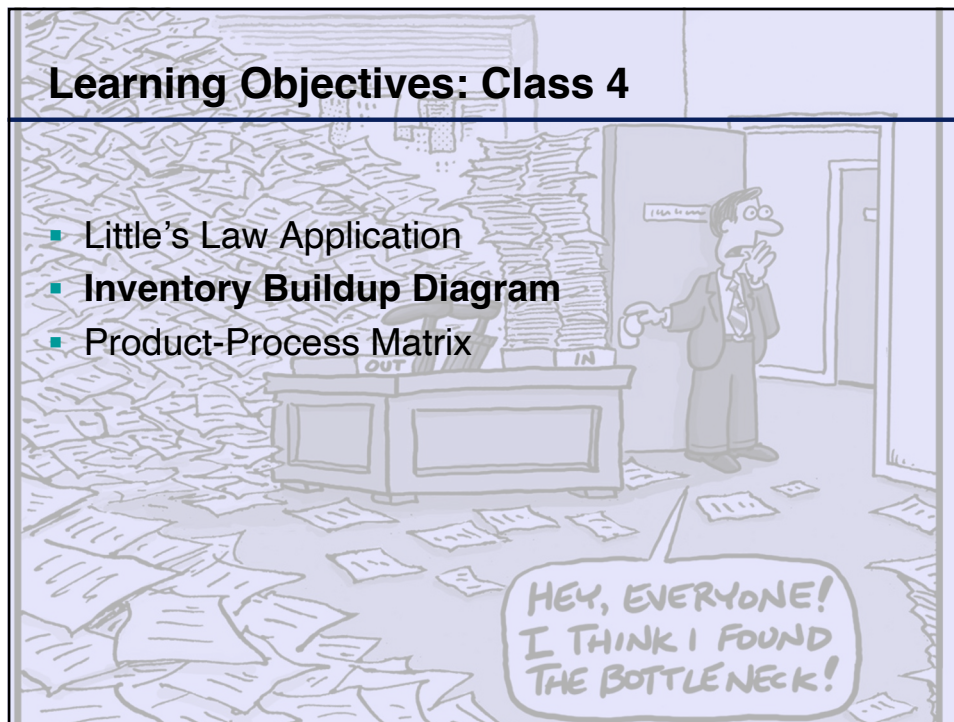 Learning Objectives: Class 4
Little's Law Application
Inventory Buildup Diagram
Product-Process Matrix
OUT
IN
HEY, EVERYONE!
I THINK I FOUND
THE BOTTLENECK!